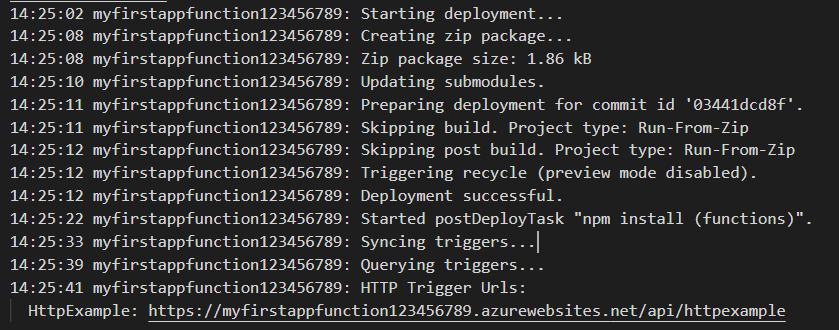 14:25:02 myfirstappfunction123456789: Starting deployment...
14:25:08 myfirstappfunction123456789: Creating zip package...
14:25:08 myfirstappfunction123456789: Zip package size: 1.86 kB
14:25:10 myfirstappfunction123456789: Updating submodules.
14:25:11 myfirstappfunction123456789: Preparing deployment for commit id '03441dcd8f'.
14:25:11 myfirstappfunction123456789: Skipping build. Project type: Run-From-Zip
14:25:12 myfirstappfunction123456789: Skipping post build. Project type: Run-From-Zip
14:25:12 myfirstappfunction123456789: Triggering recycle (preview mode disabled).
14:25:12 myfirstappfunction123456789: Deployment successful.
14:25:22 myfirstappfunction123456789: Started postDeployTask "npm install (functions)".
14:25:33 myfirstappfunction123456789: Syncing triggers...
14:25:39 myfirstappfunction123456789: Querying triggers...
14:25:41 myfirstappfunction123456789: HTTP Trigger Urls:
HttpExample: https://myfirstappfunction123456789.azurewebsites.net/api/httpexample